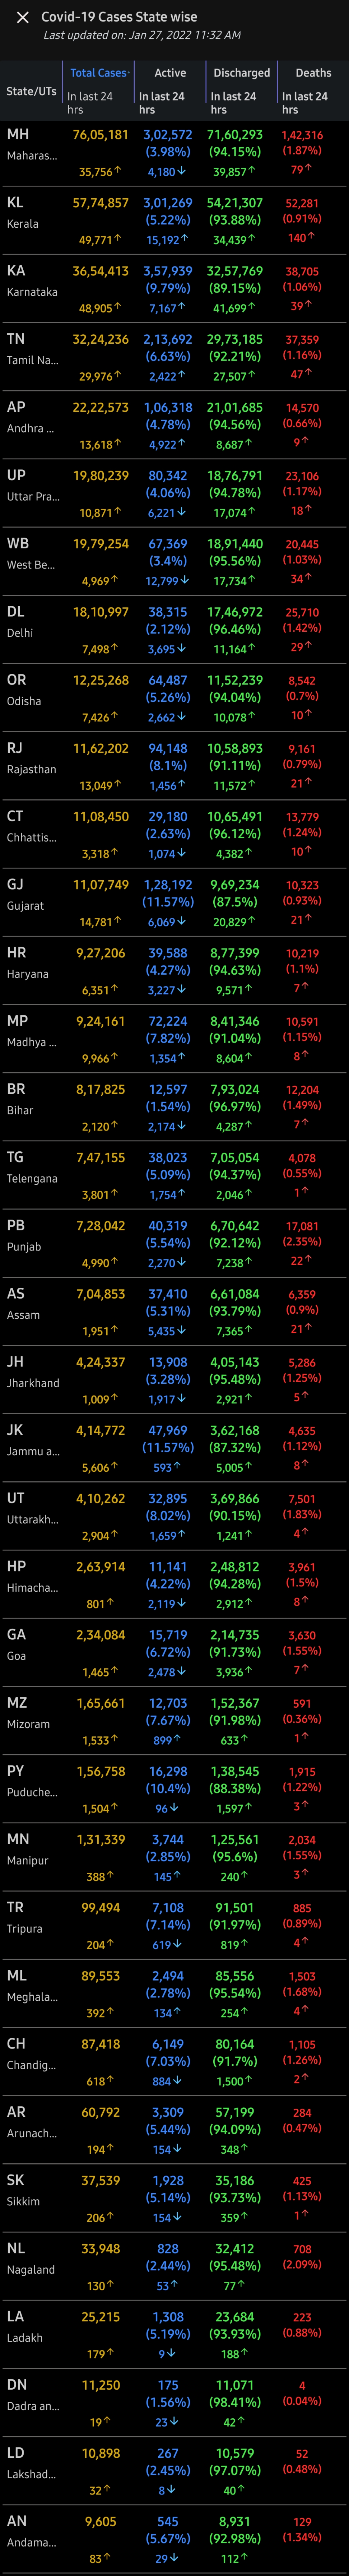 Covid-19 Cases State wise
Last updated on: Jan 27, 2022 11:32 AM
State/UTs Total Cases Active Discharged Deaths
In last 24 hrs In last 24 hrs In last 24 hrs In last 24 hrs
MH 76,05,181 3,02,572 71,60,293 1,42,316
Maharas... (3.98%) (94.15%) (1.87%)
35,756↑ 4,180↓ 39,857↑ 79↑
KL 57,74,857 3,01,269 54,21,307 52,281
Kerala (5.22%) (93.88%) (0.91%)
49,771↑ 15,192↑ 34,439↑ 140↑
KA 36,54,413 3,57,939 32,57,769 38,705
Karnataka (9.79%) (89.15%) (1.06%)
48,905↑ 7,167↑ 41,699↑ 39↑
TN 32,24,236 2,13,692 29,73,185 37,359
Tamil Na... (6.63%) (92.21%) (1.16%)
29,976↑ 2,422↑ 27,507↑ 47↑
AP 22,22,573 1,06,318 21,01,685 14,570
Andhra ... (4.78%) (94.56%) (0.66%)
13,618↑ 4,922↑ 8,687↑ 9↑
UP 19,80,239 80,342 18,76,791 23,106
Uttar Pra... (4.06%) (94.78%) (1.17%)
10,871↑ 6,221↓ 17,074↑ 18↑
WB 19,79,254 67,369 18,91,440 20,445
West Be... (3.4%) (95.56%) (1.03%)
4,969↑ 12,799↓ 17,734↑ 34↑
DL 18,10,997 38,315 17,46,972 25,710
Delhi (2.12%) (96.46%) (1.42%)
7,498↑ 3,695↓ 11,164↑ 29↑
OR 12,25,268 64,487 11,52,239 8,542
Odisha (5.26%) (94.04%) (0.7%)
7,426↑ 2,662↓ 10,078↑ 10↑
RJ 11,62,202 94,148 10,58,893 9,161
Rajasthan (8.1%) (91.11%) (0.79%)
13,049↑ 1,456↑ 11,572↑ 21↑
CT 11,08,450 29,180 10,65,491 13,779
Chhattis... (2.63%) (96.12%) (1.24%)
3,318↑ 1,074↓ 4,382↑ 10↑
GJ 11,07,749 1,28,192 9,69,234 10,323
Gujarat (11.57%) (87.5%) (0.93%)
14,781↑ 6,069↓ 20,829↑ 21↑
HR 9,27,206 39,588 8,77,399 10,219
Haryana (4.27%) (94.63%) (1.1%)
6,351↑ 3,227↓ 9,571↑ 7↑
MP 9,24,161 72,224 8,41,346 10,591
Madhya ... (7.82%) (91.04%) (1.15%)
9,966↑ 1,354↑ 8,604↑ 8↑
BR 8,17,825 12,597 7,93,024 12,204
Bihar (1.54%) (96.97%) (1.49%)
2,120↑ 2,174↓ 4,287↑ 7↑
TG 7,47,155 38,023 7,05,054 4,078
Telengana (5.09%) (94.37%) (0.55%)
3,801↑ 1,754↑ 2,046↑ 1↑
PB 7,28,042 40,319 6,70,642 17,081
Punjab (5.54%) (92.12%) (2.35%)
4,990↑ 2,270↓ 7,238↑ 22↑
AS 7,04,853 37,410 6,61,084 6,359
Assam (5.31%) (93.79%) (0.9%)
1,951↑ 5,435↓ 7,365↑ 21↑
JH 4,24,337 13,908 4,05,143 5,286
Jharkhand (3.28%) (95.48%) (1.25%)
1,009↑ 1,917↓ 2,921↑ 5↑
JK 4,14,772 47,969 3,62,168 4,635
Jammu a... (11.57%) (87.32%) (1.12%)
5,606↑ 593↑ 5,005↑ 8↑
UT 4,10,262 32,895 3,69,866 7,501
Uttarakh... (8.02%) (90.15%) (1.83%)
2,904↑ 1,659↑ 1,241↑ 4↑
HP 2,63,914 11,141 2,48,812 3,961
Himacha... (4.22%) (94.28%) (1.5%)
801↑ 2,119↓ 2,912↑ 8↑
GA 2,34,084 15,719 2,14,735 3,630
Goa (6.72%) (91.73%) (1.55%)
1,465↑ 2,478↓ 3,936↑ 7↑
MZ 1,65,661 12,703 1,52,367 591
Mizoram (7.67%) (91.98%) (0.36%)
1,533↑ 899↑ 633↑ 1↑
PY 1,56,758 16,298 1,38,545 1,915
Puduche... (10.4%) (88.38%) (1.22%)
1,504↑ 96↓ 1,597↑ 3↑
MN 1,31,339 3,744 1,25,561 2,034
Manipur (2.85%) (95.6%) (1.55%)
388↑ 145↑ 240↑ 3↑
TR 99,494 7,108 91,501 885
Tripura (7.14%) (91.97%) (0.89%)
204↑ 619↓ 819↑ 4↑
ML 89,553 2,494 85,556 1,503
Meghala... (2.78%) (95.54%) (1.68%)
392↑ 134↑ 254↑ 4↑
CH 87,418 6,149 80,164 1,105
Chandig... (7.03%) (91.7%) (1.26%)
618↑ 884↓ 1,500↑ 2↑
AR 60,792 3,309 57,199 284
Arunach... (5.44%) (94.09%) (0.47%)
194↑ 154↓ 348↑
SK 37,539 1,928 35,186 425
Sikkim (5.14%) (93.73%) (1.13%)
206↑ 154↓ 359↑ 1↑
NL 33,948 828 32,412 708
Nagaland (2.44%) (95.48%) (2.09%)
130↑ 53↑ 77↑
LA 25,215 1,308 23,684 223
Ladakh (5.19%) (93.93%) (0.88%)
179↑ 9↓ 188↑
DN 11,250 175 11,071 4
Dadra an... (1.56%) (98.41%) (0.04%)
19↑ 23↓ 42↑
LD 10,898 267 10,579 52
Lakshad... (2.45%) (97.07%) (0.48%)
32↑ 8↓ 40↑
AN 9,605 545 8,931 129
Andama... (5.67%) (92.98%) (1.34%)
83↑ 29↓ 112↑